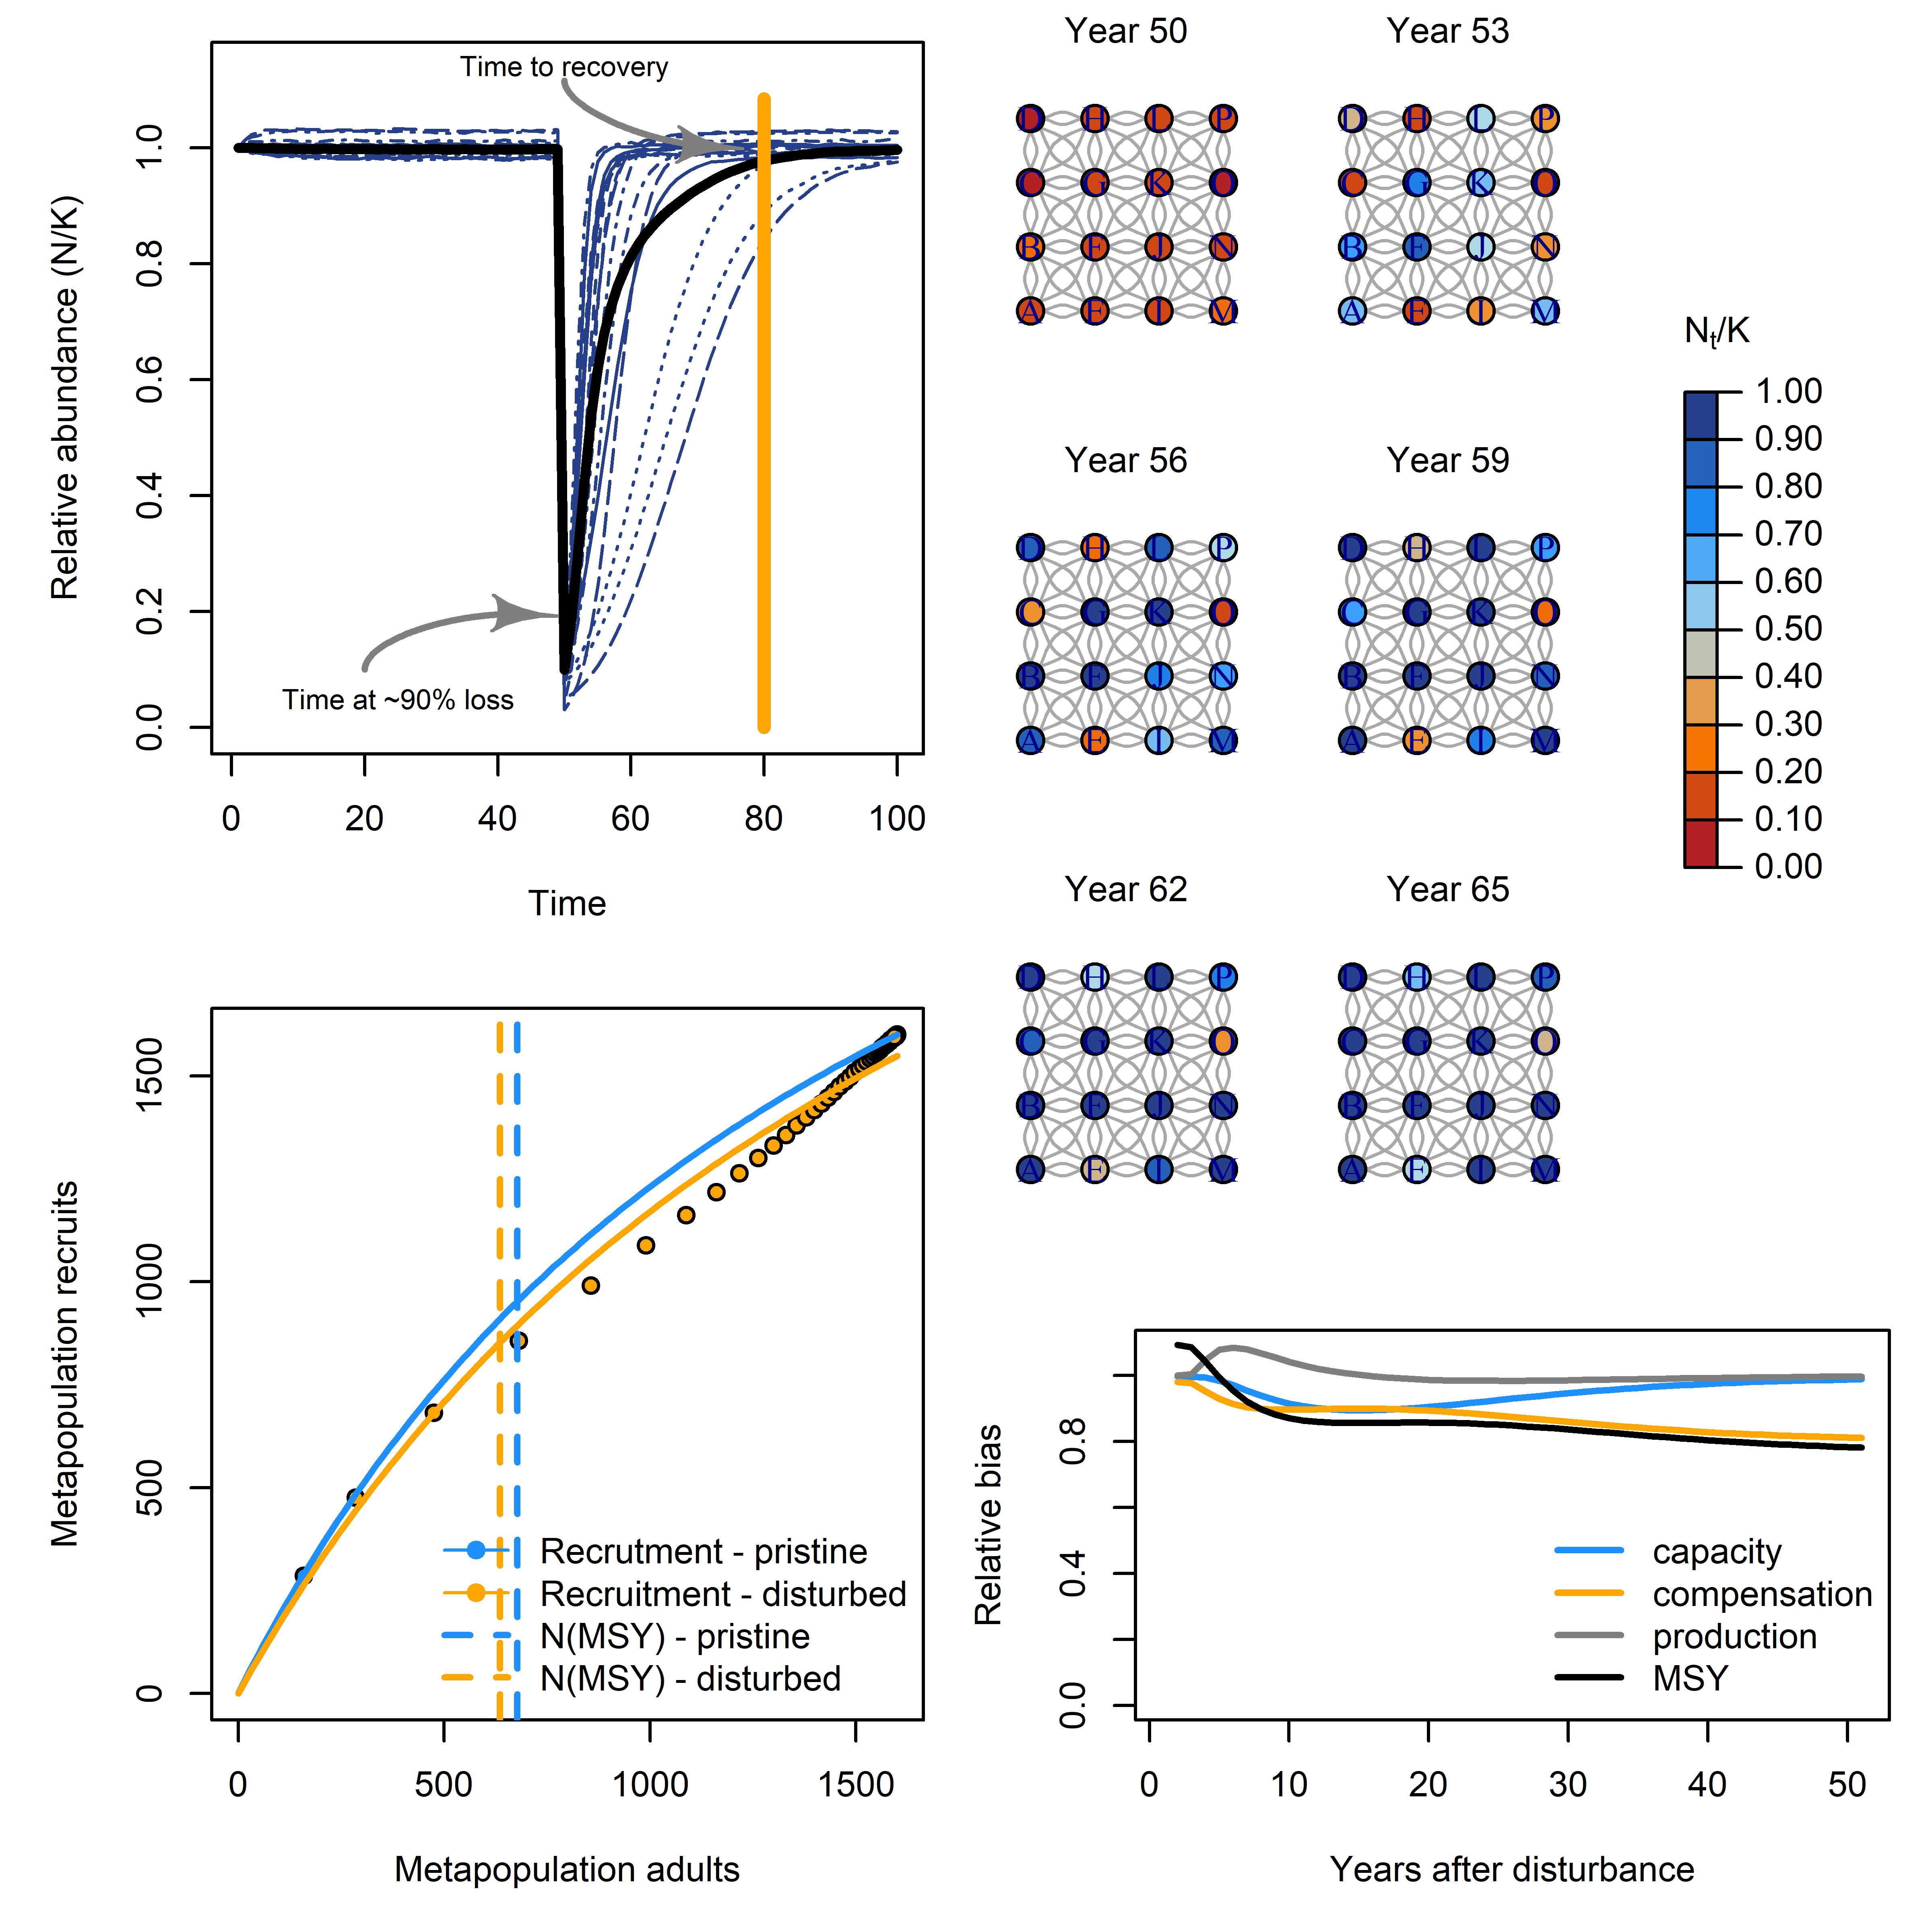 Time to recovery
Time at ~90% loss
Relative abundance (N/K)
0.0 0.2 0.4 0.6 0.8 1.0
0 20 40 60 80 100
Time
Year 50
D H L P
C G K O
B F J N
A E I M
Year 53
D H L P
C G K O
B F J N
A E I M
Year 56
D H L P
C G K O
B F J N
A E I M
Year 59
D H L P
C G K O
B F J N
A E I M
Year 62
D H L P
C G K O
B F J N
A E I M
Year 65
D H L P
C G K O
B F J N
A E I M
Nt/K
1.00
0.90
0.80
0.70
0.60
0.50
0.40
0.30
0.20
0.10
0.00
Metapopulation recruits
0 500 1000 1500
Recrutment - pristine
Recruitment - disturbed
N(MSY) - pristine
N(MSY) - disturbed
0 500 1000 1500
Metapopulation adults
Relative bias
0.0 0.4 0.8
capacity
compensation
production
MSY
0 10 20 30 40 50
Years after disturbance